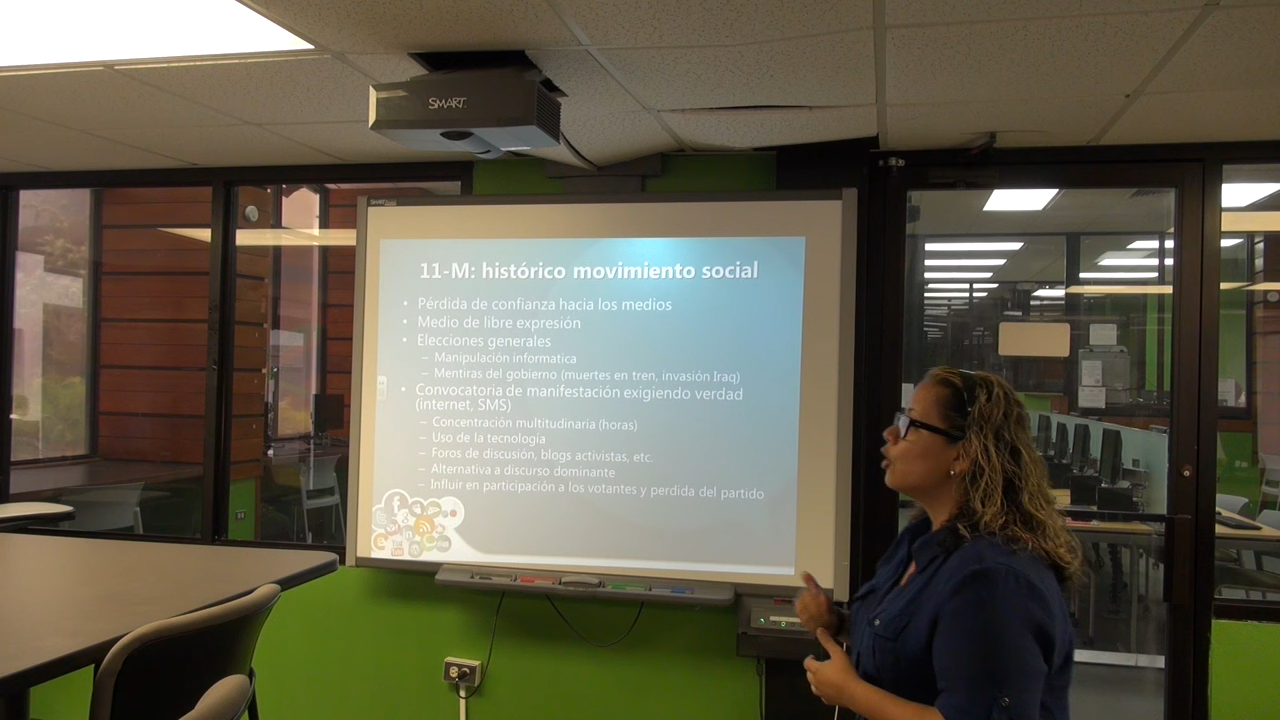 SMART
SMART
11-M: histórico movimiento social
• Pérdida de confianza hacia los medios
• Medio de libre expresión
• Elecciones generales
– Manipulación informatica
– Mentiras del gobierno (muertes en tren, invasión Iraq)
• Convocatoria de manifestación exigiendo verdad
(internet, SMS)
– Concentración multitudinaria (horas)
– Uso de la tecnología
– Foros de discusión, blogs activistas, etc.
– Alternativa a discurso dominante
– Influir en participación a los votantes y perdida del partido